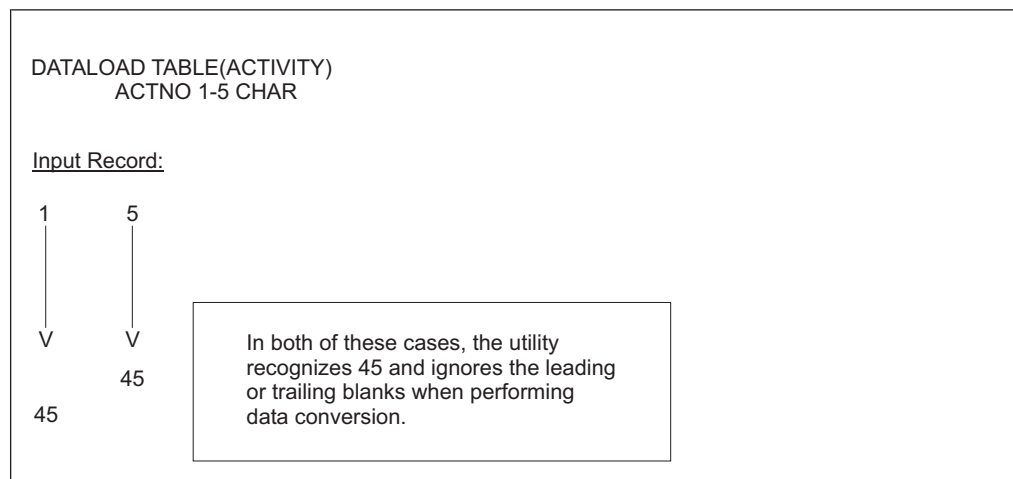 DATALOAD TABLE(ACTIVITY)
ACTNO 1-5 CHAR
Input Record:
1 5
V V
45
45
In both of these cases, the utility
recognizes 45 and ignores the leading
or trailing blanks when performing
data conversion.